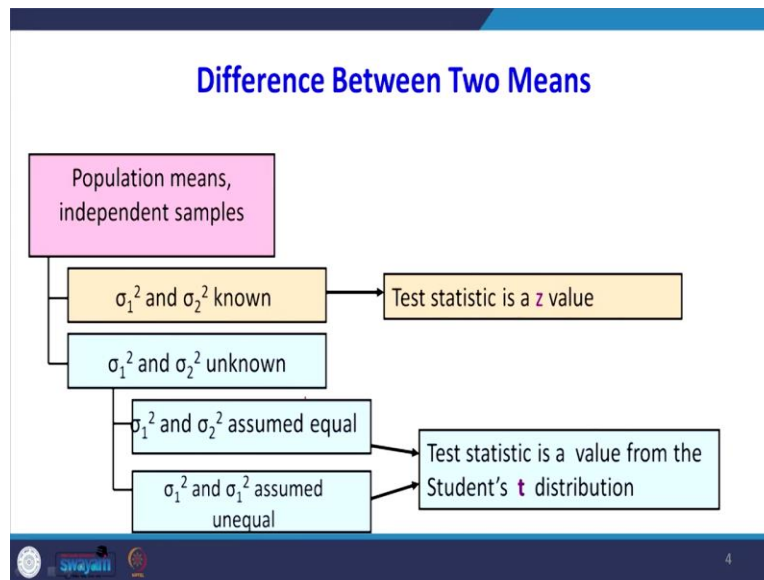 Difference Between Two Means
Population means,
independent samples
σ₁² and σ₂² known
Test statistic is a z value
σ₁² and σ₂² unknown
σ₁² and σ₂² assumed equal
Test statistic is a value from the
Student's t distribution
σ₁² and σ₁² assumed
unequal
swayam
4